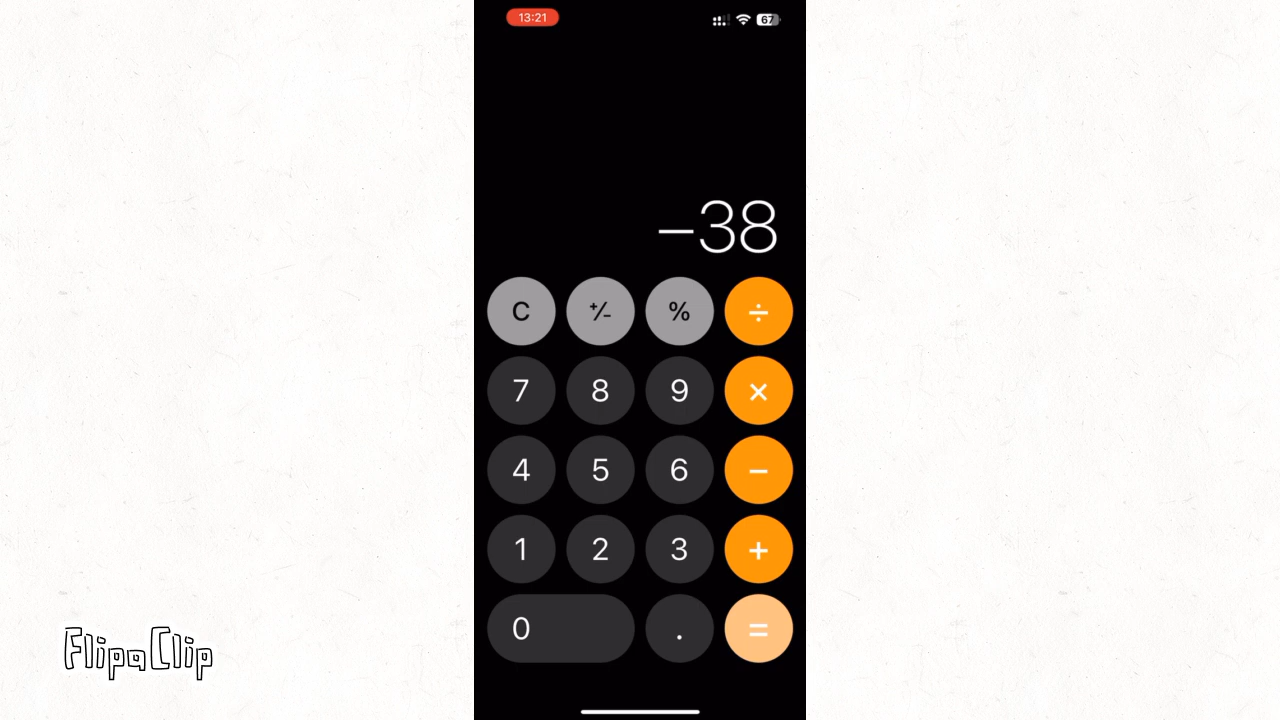 13:21 67
–38
C ⁺⁄₋ % ÷
7 8 9 ×
4 5 6 −
1 2 3 +
0 . =
FlipaClip